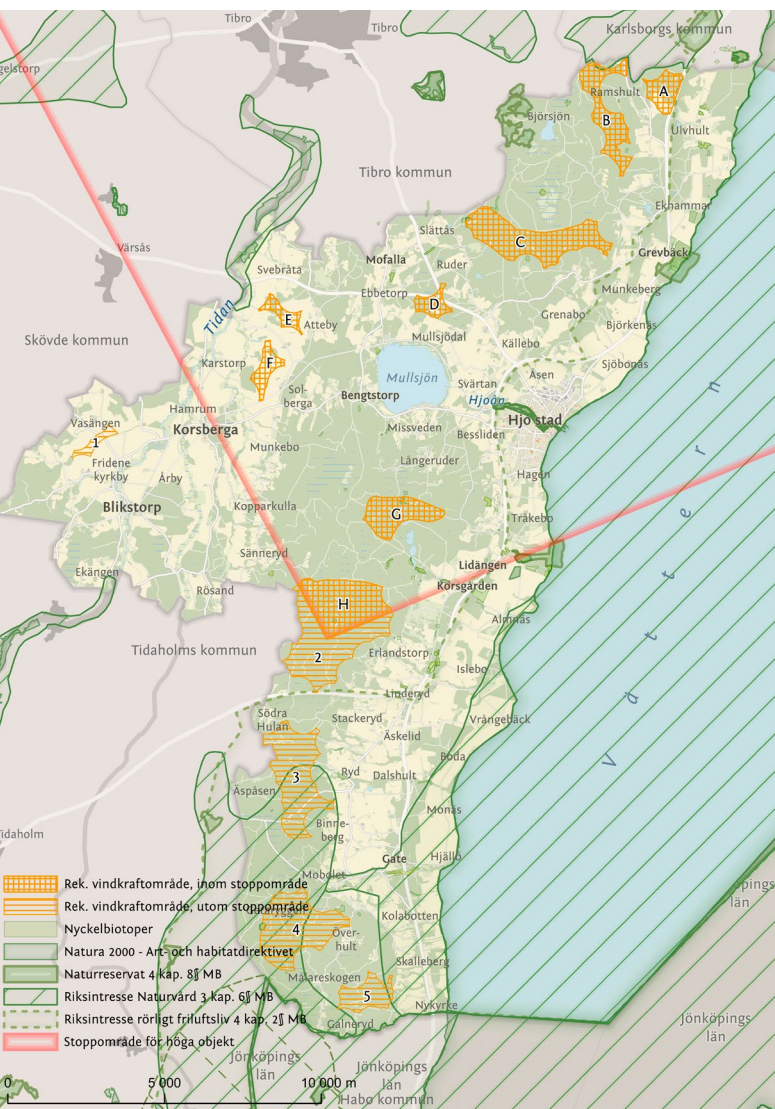 Tibro
Tibro
Karlsborgs kommun
gelstorp
Ramshult
A
B
Björsjön
Ulvhult
Tibro kommun
Ekhammar
Slättås
C
Värsås
Mofalla
Grevbäck
Ruder
Svebråta
Munkeberg
Ebbetorp
D
Tidan
E
Atteby
Grenabo
Björkenäs
Mullsjödal
Källebo
Skövde kommun
Karstorp
F
Sjöbonäs
Åsen
Mullsjön
Svärtan
Sol-
berga
Bengtstorp
Hjoån
Hamrum
Vasängen
Hjo stad
Korsberga
Missveden
Bessliden
1
Munkebo
Långeruder
Fridene
kyrkby
Årby
Hagen
Blikstorp
Kopparkulla
G
Tråkebo
Sänneryd
Lidängen
Ekängen
Korsgården
Rösand
H
Almnäs
Tidaholms kommun
2
Erlandstorp
Islebo
Linderyd
Södra
Hulan
Stackeryd
Vrångebäck
Äskelid
Vättern
Boda
3
Ryd
Dalshult
Äspåsen
Monäs
Tidaholm
Binne-
berg
Gate
Hjällö
Mobolet
Rek. vindkraftområde, inom stoppområde
Rek. vindkraftområde, utom stoppområde
Kolabotten
Nyckelbiotoper
4
Över-
hult
Natura 2000 - Art- och habitatdirektivet
Skalleberg
Naturreservat 4 kap. 8§ MB
Målareskogen
Riksintresse Naturvård 3 kap. 6§ MB
5
Nykyrke
Riksintresse rörligt friluftsliv 4 kap. 2§ MB
Galneryd
Stoppområde för höga objekt
Jönköpings
län
Jönköpings
län
Jönköpings
län
köpings
län
0
5 000
10 000 m
Habo kommun